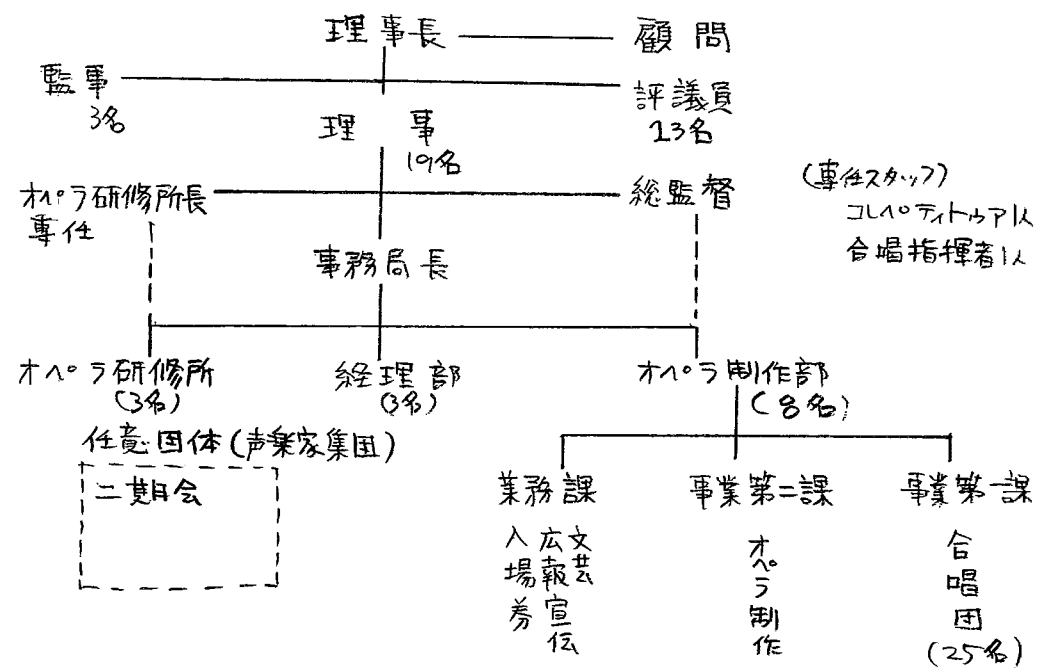 理事長 顧問
監事 評議員
3名 13名
理事
19名
オペラ研修所長 総監督 (専任スタッフ)
専任 コレペティトゥア1人
合唱指揮者1人
事務局長
オペラ研修所 経理部 オペラ制作部
(3名) (3名) (8名)
任意団体(声楽家集団)
二期会
業務課 事業第二課 事業第一課
文芸
広報宣伝
入場券
オペラ制作
合唱団
(25名)